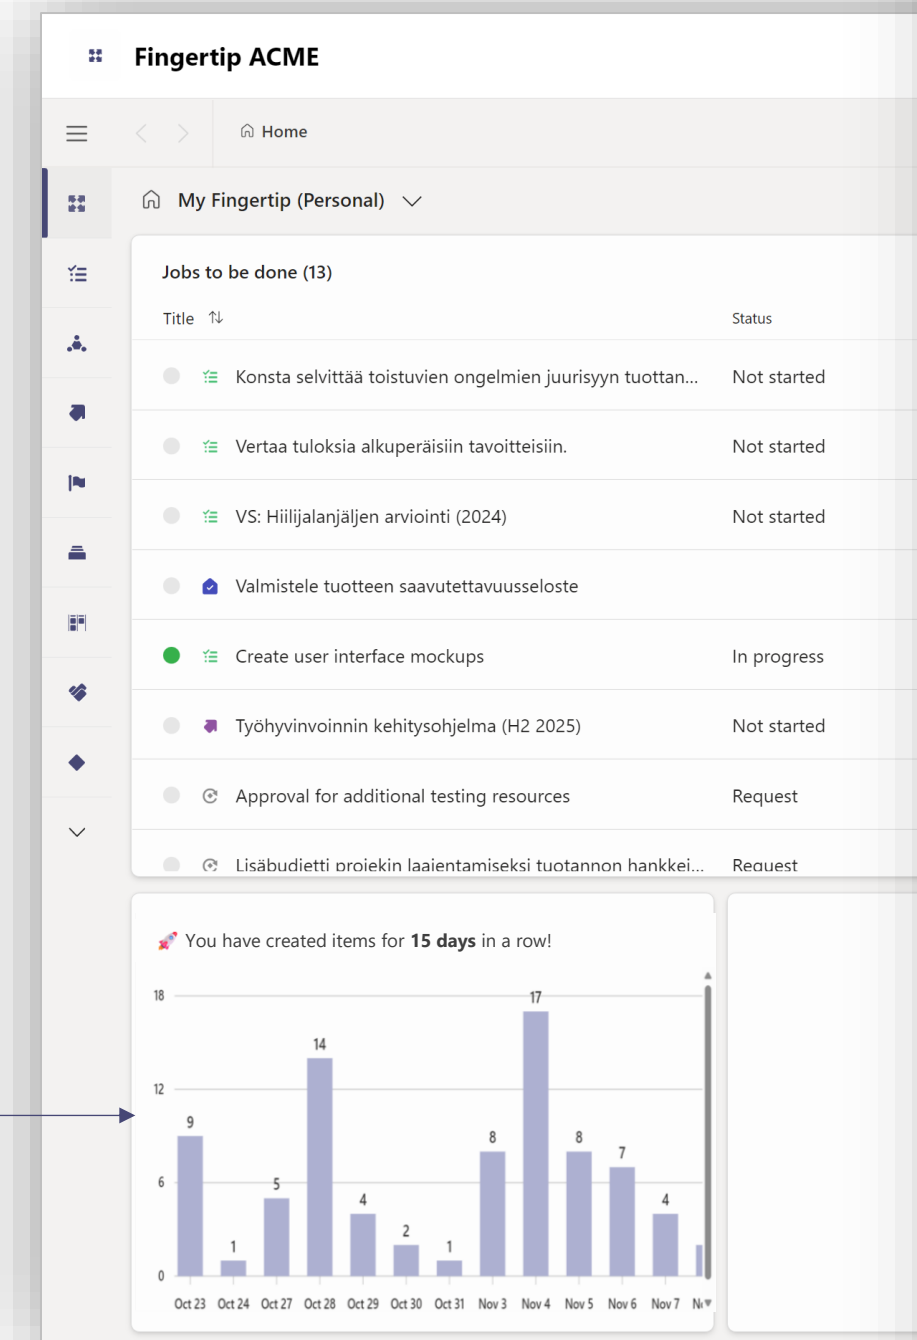 Fingertip ACME
Home
My Fingertip (Personal)
Jobs to be done (13)
Title Status
Konsta selvittää toistuvien ongelmien juurisyyn tuottan... Not started
Vertaa tuloksia alkuperäisiin tavoitteisiin. Not started
VS: Hiilijalanjäljen arviointi (2024) Not started
Valmistele tuotteen saavutettavuusseloste
Create user interface mockups In progress
Työhyvinvoinnin kehitysohjelma (H2 2025) Not started
Approval for additional testing resources Request
Lisäbudjetti projekin laajentamiseksi tuotannon hankkei... Request
🚀 You have created items for 15 days in a row!
18
12
6
0
9 1 5 14 4 2 1 8 17 8 7 4
Oct 23 Oct 24 Oct 27 Oct 28 Oct 29 Oct 30 Oct 31 Nov 3 Nov 4 Nov 5 Nov 6 Nov 7